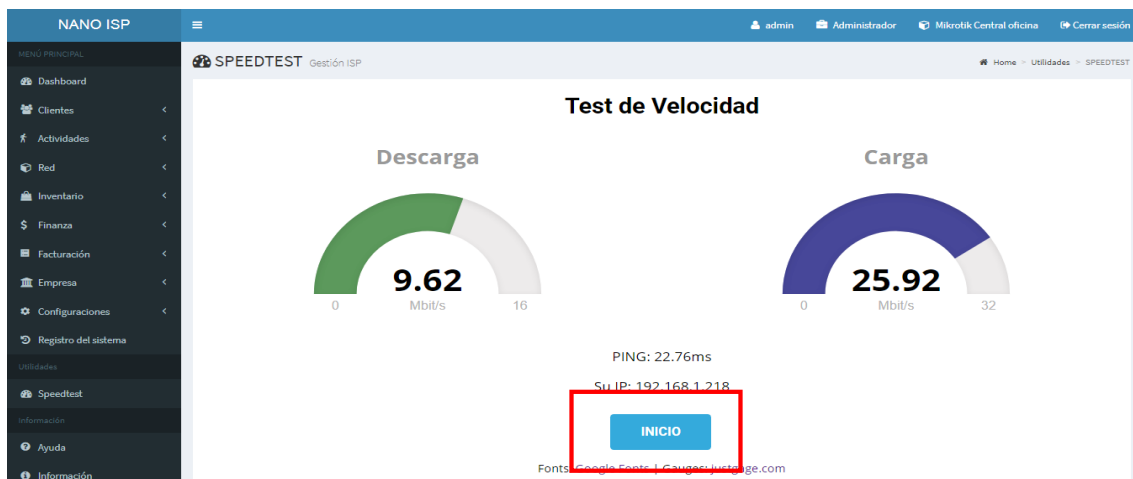 NANO ISP
admin Administrador Mikrotik Central oficina Cerrar sesión
MENÚ PRINCIPAL
Dashboard
Clientes
Actividades
Red
Inventario
Finanza
Facturación
Empresa
Configuraciones
Registro del sistema
Utilidades
Speedtest
Información
Ayuda
Información
SPEEDTEST Gestión ISP
Home > Utilidades > SPEEDTEST
Test de Velocidad
Descarga
9.62
Mbit/s
0 16
Carga
25.92
Mbit/s
0 32
PING: 22.76ms
Su IP: 192.168.1.218
INICIO
Fonts: Google Fonts | Gauges: justgage.com